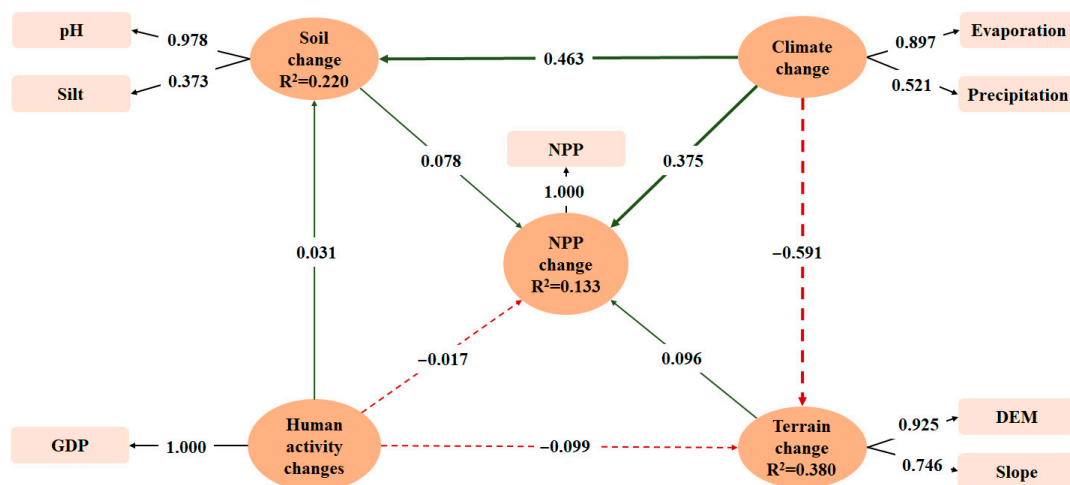 pH
0.978
Soil
change
R²=0.220
Climate
change
0.897
Evaporation
0.463
Silt
0.373
0.521
Precipitation
NPP
0.078
0.375
1.000
0.031
NPP
change
R²=0.133
−0.591
−0.017
0.096
GDP
1.000
Human
activity
changes
−0.099
Terrain
change
R²=0.380
0.925
DEM
0.746
Slope